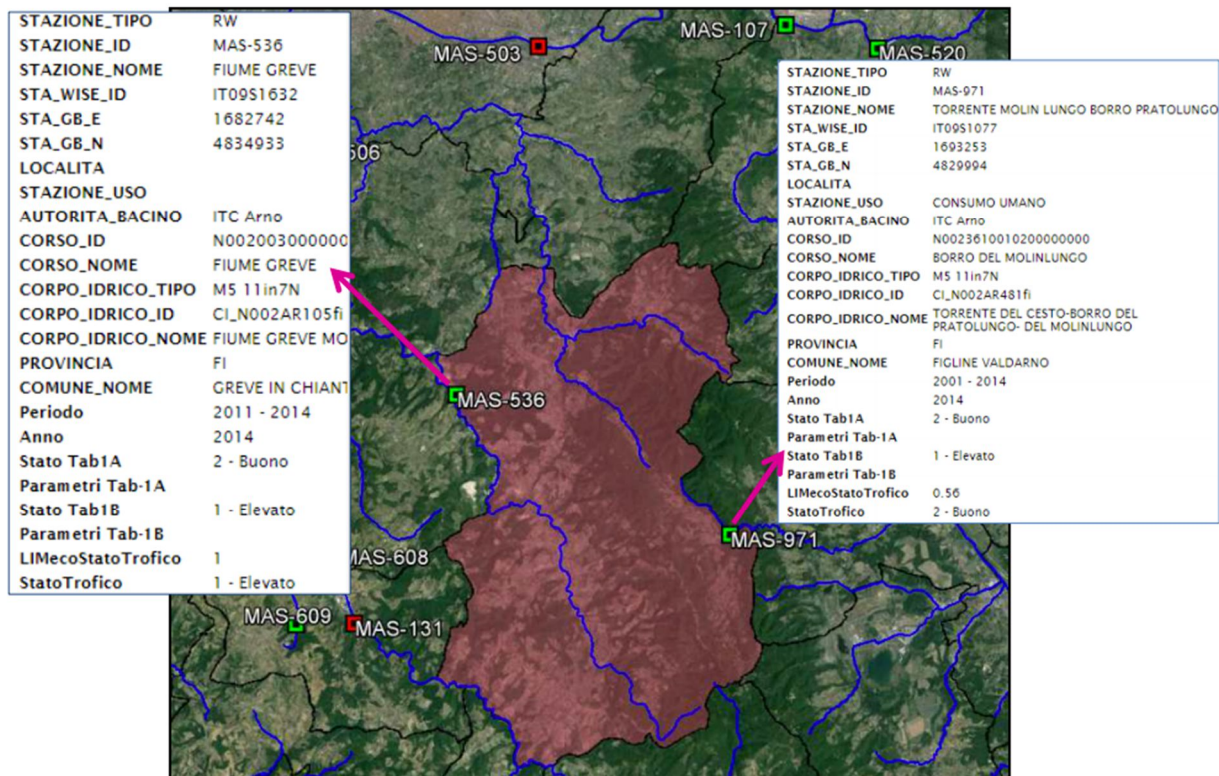 STAZIONE_TIPO RW
STAZIONE_ID MAS-536
STAZIONE_NOME FIUME GREVE
STA_WISE_ID IT09S1632
STA_GB_E 1682742
STA_GB_N 4834933
LOCALITA
STAZIONE_USO
AUTORITA_BACINO ITC Arno
CORSO_ID N002003000000
CORSO_NOME FIUME GREVE
CORPO_IDRICO_TIPO M5 11in7N
CORPO_IDRICO_ID CI_N002AR105fi
CORPO_IDRICO_NOME FIUME GREVE MO
PROVINCIA FI
COMUNE_NOME GREVE IN CHIANT
Periodo 2011 - 2014
Anno 2014
Stato Tab1A 2 - Buono
Parametri Tab-1A
Stato Tab1B 1 - Elevato
Parametri Tab-1B
LIMecoStatoTrofico 1
StatoTrofico 1 - Elevato
MAS-503
MAS-107
MAS-520
506
MAS-536
MAS-971
MAS-608
MAS-609
MAS-131
STAZIONE_TIPO RW
STAZIONE_ID MAS-971
STAZIONE_NOME TORRENTE MOLIN LUNGO BORRO PRATOLUNGO
STA_WISE_ID IT09S1077
STA_GB_E 1693253
STA_GB_N 4829994
LOCALITA
STAZIONE_USO CONSUMO UMANO
AUTORITA_BACINO ITC Arno
CORSO_ID N0023610010200000000
CORSO_NOME BORRO DEL MOLINLUNGO
CORPO_IDRICO_TIPO M5 11in7N
CORPO_IDRICO_ID CI_N002AR481fi
CORPO_IDRICO_NOME TORRENTE DEL CESTO-BORRO DEL
PRATOLUNGO- DEL MOLINLUNGO
PROVINCIA FI
COMUNE_NOME FIGLINE VALDARNO
Periodo 2001 - 2014
Anno 2014
Stato Tab1A 2 - Buono
Parametri Tab-1A
Stato Tab1B 1 - Elevato
Parametri Tab-1B
LIMecoStatoTrofico 0.56
StatoTrofico 2 - Buono